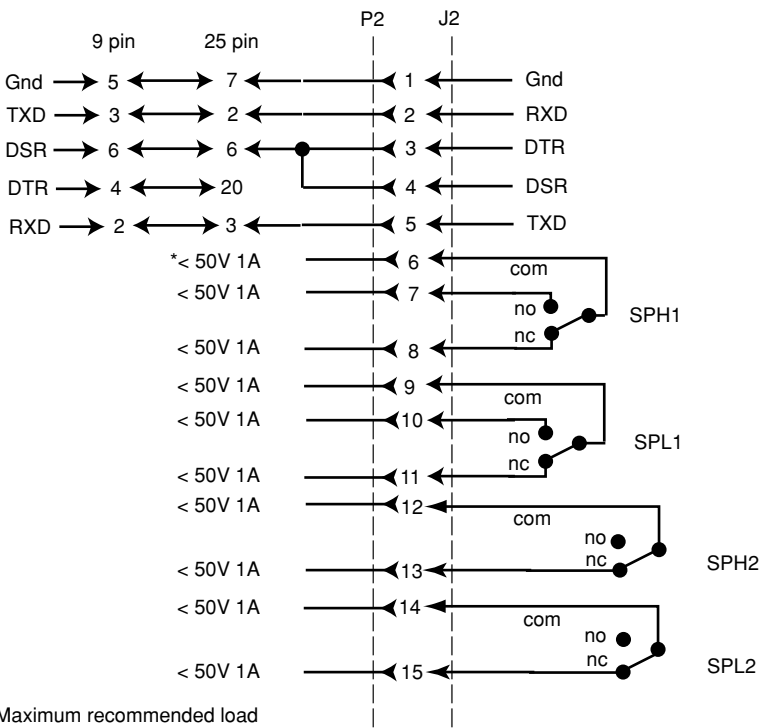 P2 J2
9 pin 25 pin
Gnd 5 7 1 Gnd
TXD 3 2 2 RXD
DSR 6 6 3 DTR
DTR 4 20 4 DSR
RXD 2 3 5 TXD
*< 50V 1A 6 com
< 50V 1A 7 no SPH1
nc
< 50V 1A 8
< 50V 1A 9 com
< 50V 1A 10 no SPL1
nc
< 50V 1A 11
< 50V 1A 12 com
no
nc SPH2
< 50V 1A 13
< 50V 1A 14 com
no
nc SPL2
< 50V 1A 15
Maximum recommended load